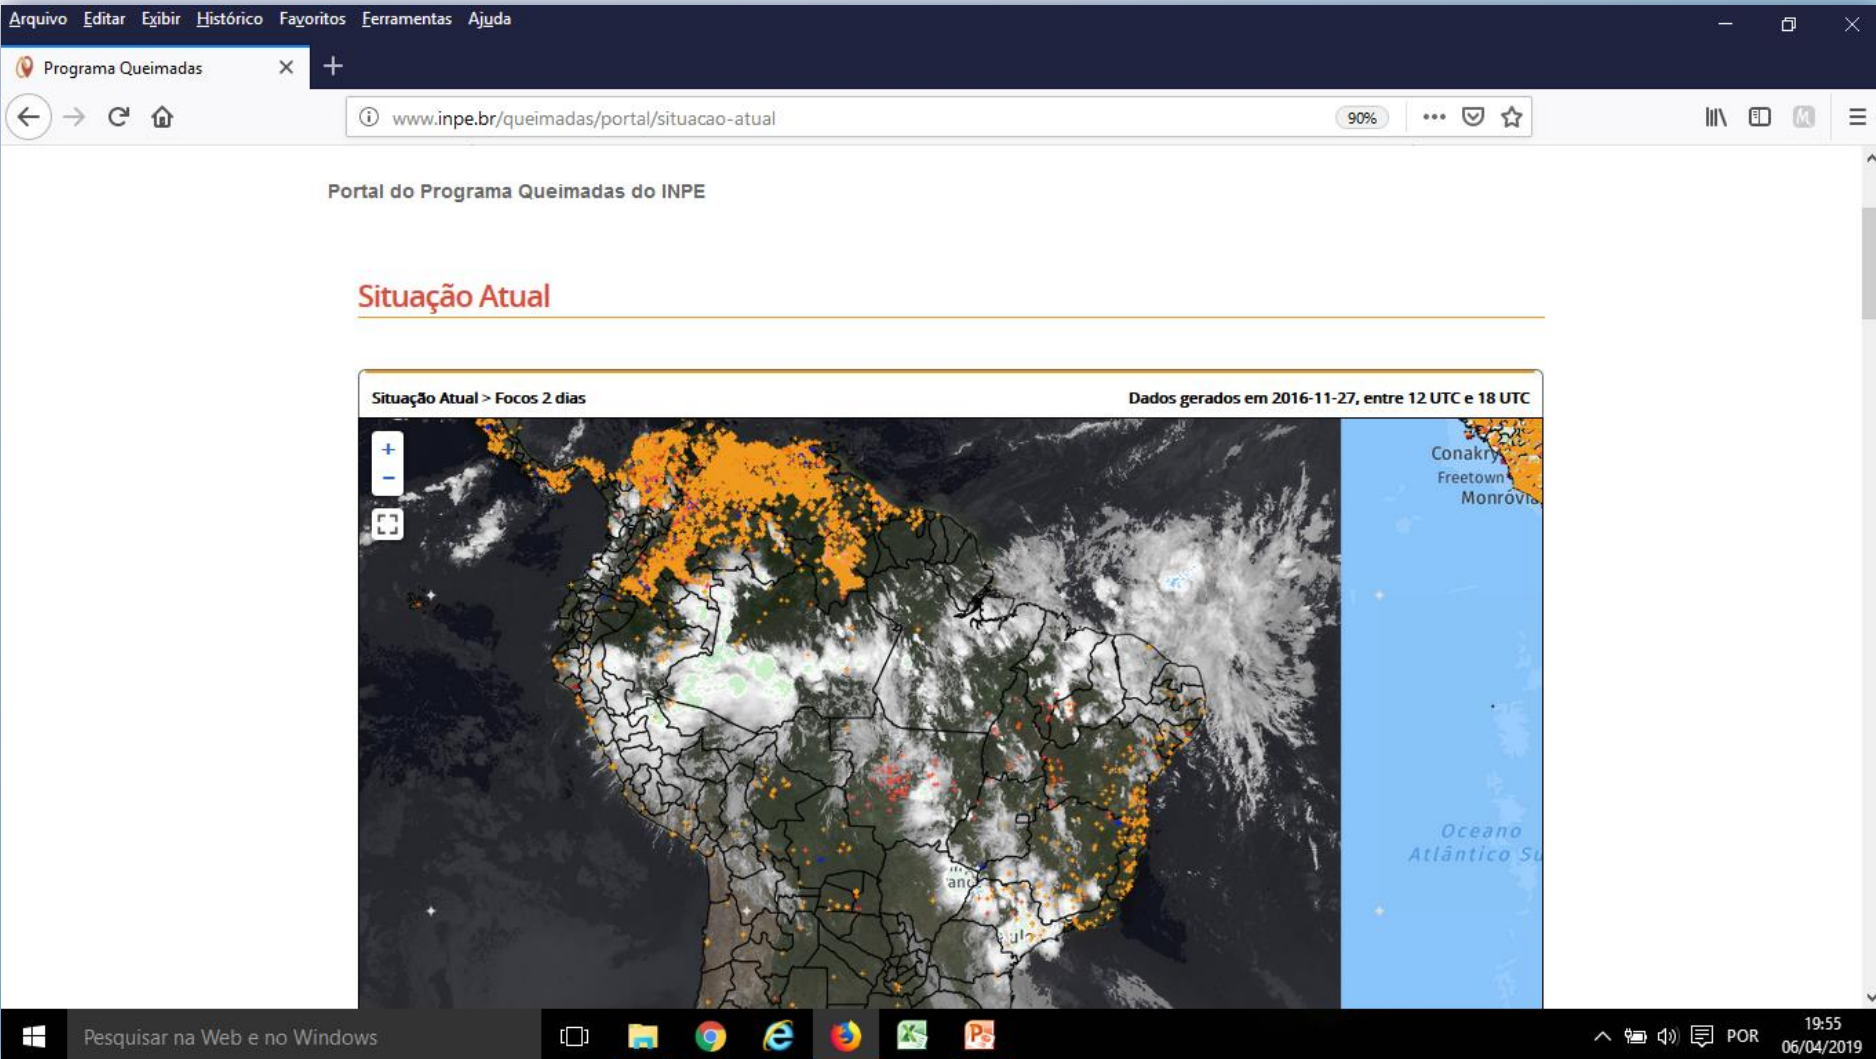 Arquivo Editar Exibir Histórico Favoritos Ferramentas Ajuda
Programa Queimadas
www.inpe.br/queimadas/portal/situacao-atual
90%
Portal do Programa Queimadas do INPE
Situação Atual
Situação Atual > Focos 2 dias
Dados gerados em 2016-11-27, entre 12 UTC e 18 UTC
Conakry
Freetown
Monróvia
Oceano
Atlântico Su
Pesquisar na Web e no Windows
POR
19:55
06/04/2019